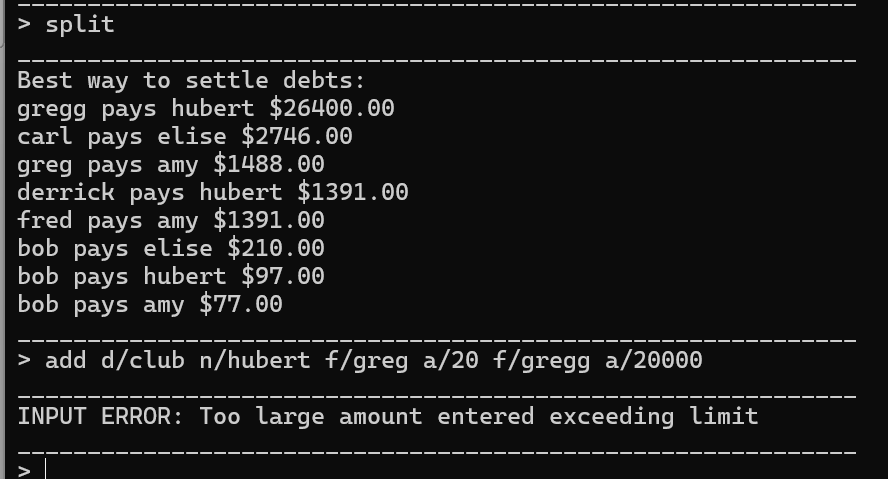 > split
Best way to settle debts:
gregg pays hubert $26400.00
carl pays elise $2746.00
greg pays amy $1488.00
derrick pays hubert $1391.00
fred pays amy $1391.00
bob pays elise $210.00
bob pays hubert $97.00
bob pays amy $77.00
> add d/club n/hubert f/greg a/20 f/gregg a/20000
INPUT ERROR: Too large amount entered exceeding limit
>